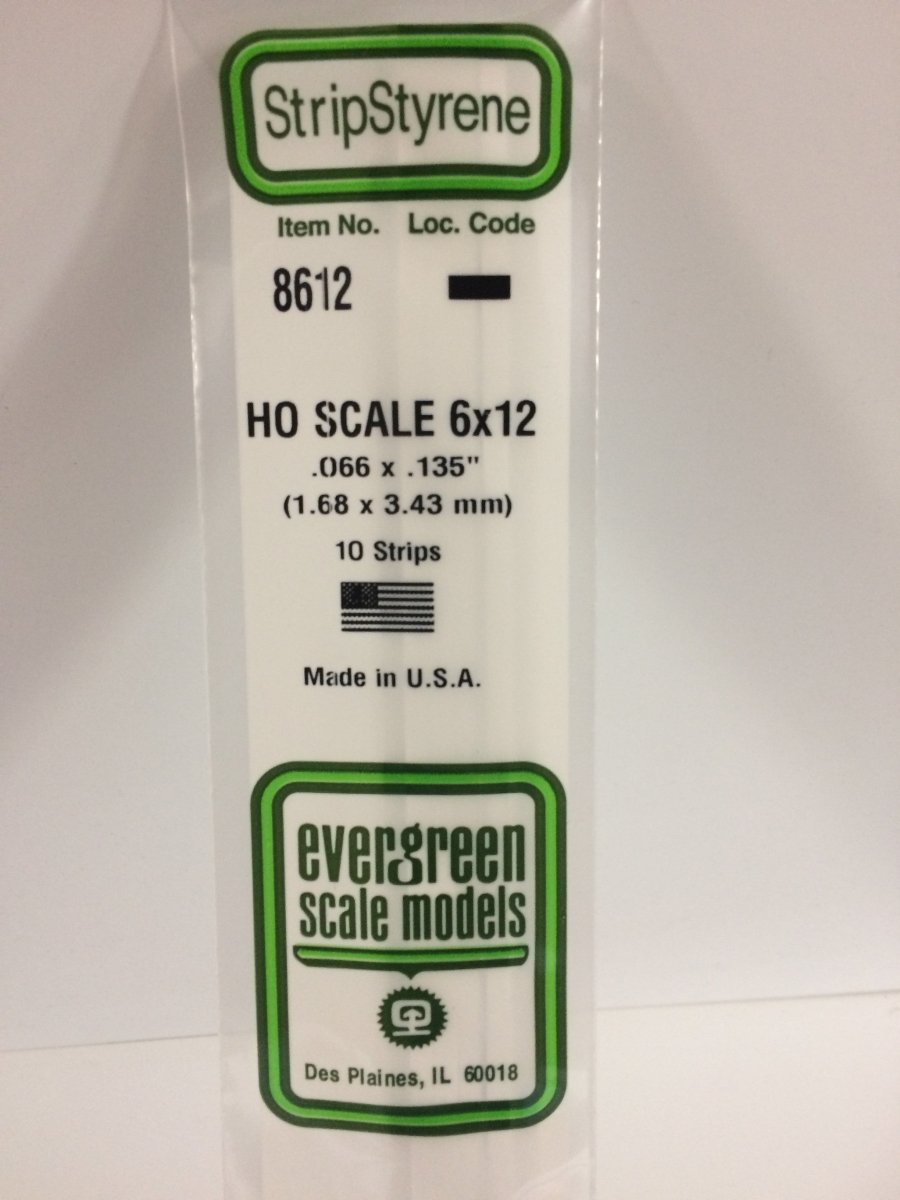 StripStyrene
Item No. Loc. Code
8612
HO SCALE 6x12
.066 x .135"
(1.68 x 3.43 mm)
10 Strips
Made in U.S.A.
evergreen
scale models
Des Plaines, IL 60018